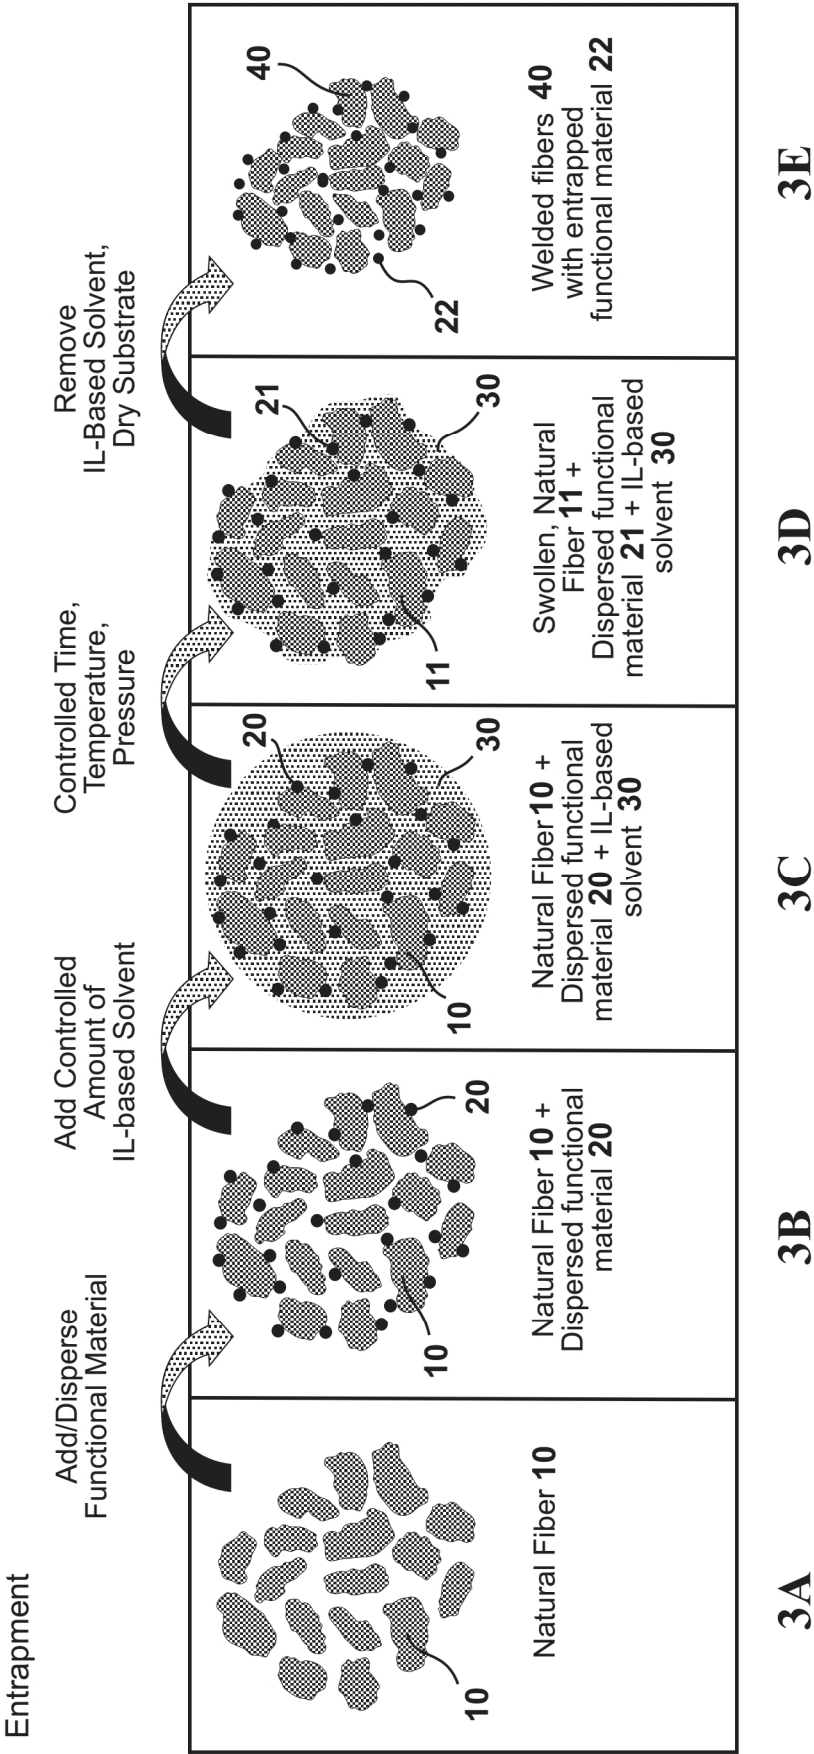 Entrapment
Add/Disperse
Functional Material
Add Controlled
Amount of
IL-based Solvent
Controlled Time,
Temperature,
Pressure
Remove
IL-Based Solvent,
Dry Substrate
10
Natural Fiber 10
3A
10
20
Natural Fiber 10 +
Dispersed functional
material 20
3B
20
10
30
Natural Fiber 10 +
Dispersed functional
material 20 + IL-based
solvent 30
3C
21
11
30
Swollen, Natural
Fiber 11 +
Dispersed functional
material 21 + IL-based
solvent 30
3D
40
22
Welded fibers 40
with entrapped
functional material 22
3E